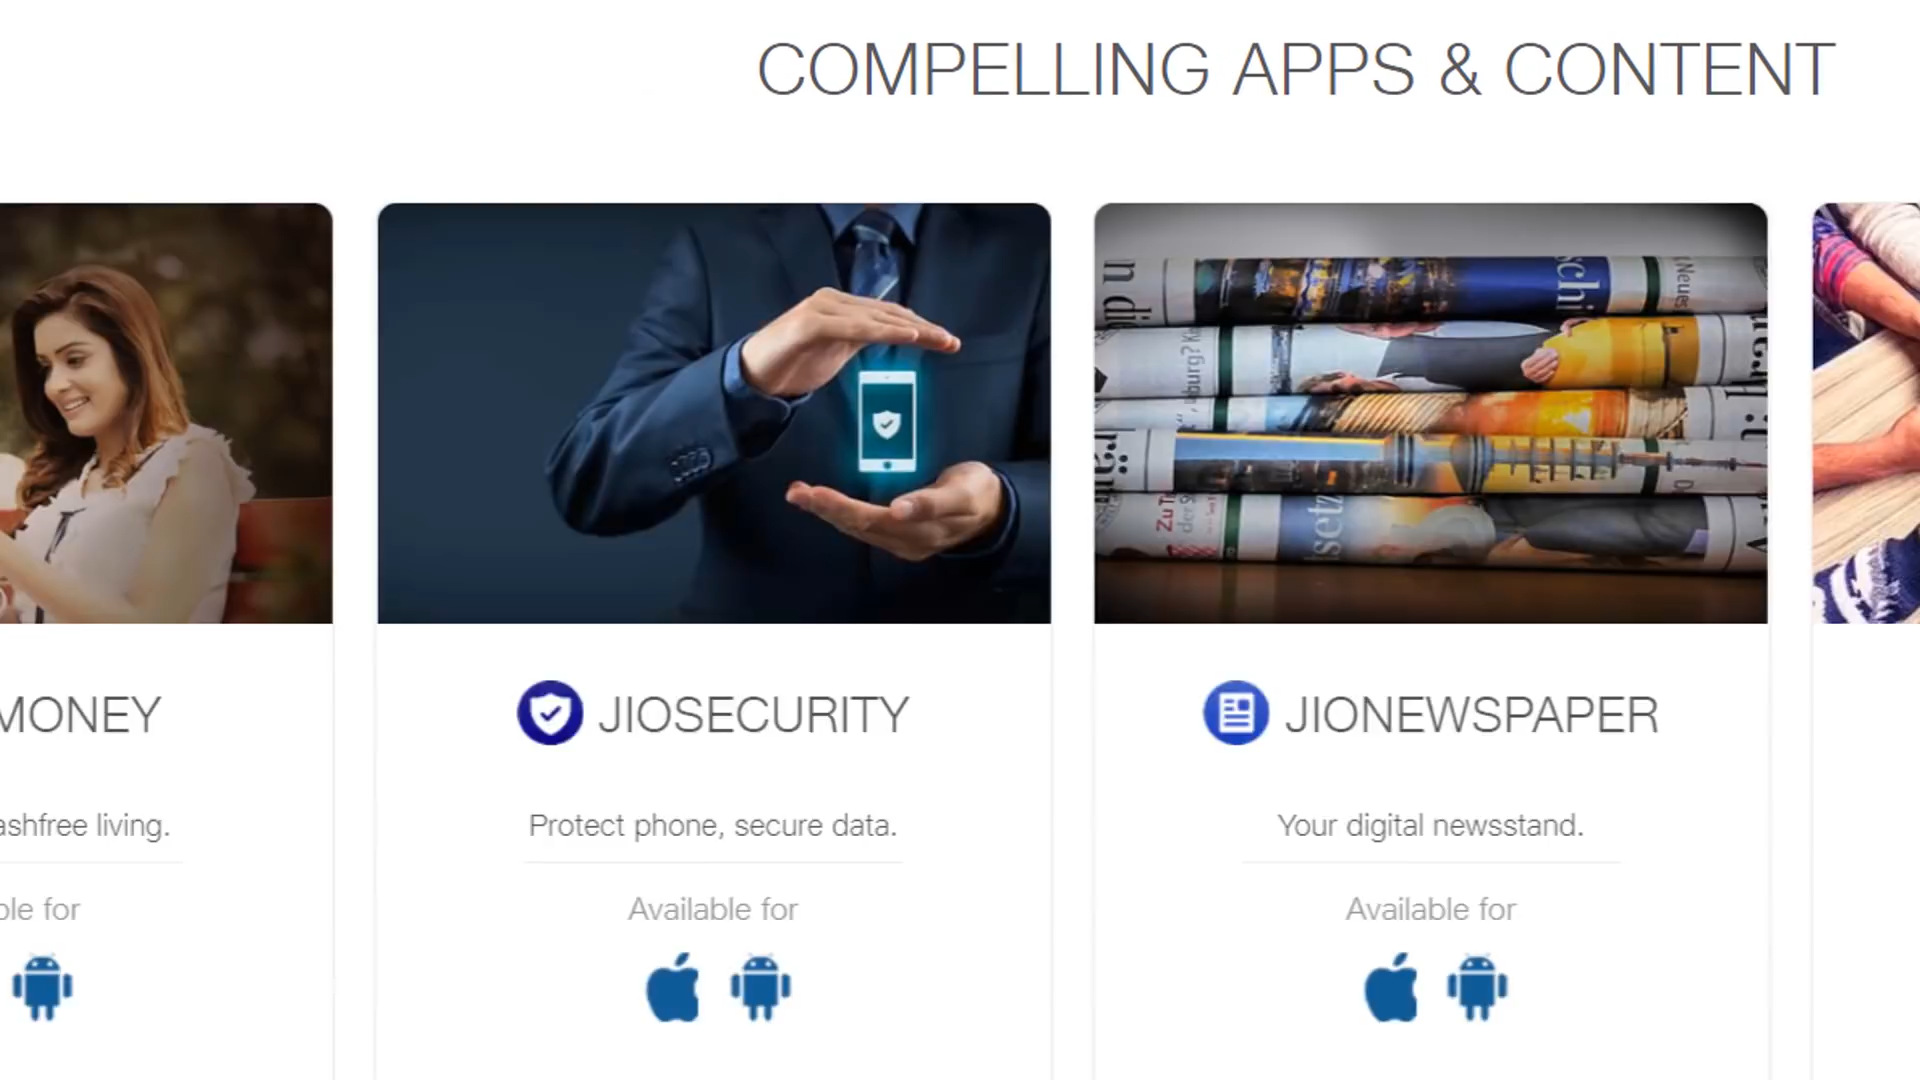 COMPELLING APPS & CONTENT
MONEY
JIOSECURITY
JIONEWSPAPER
ashfree living.
Protect phone, secure data.
Your digital newsstand.
ble for
Available for
Available for